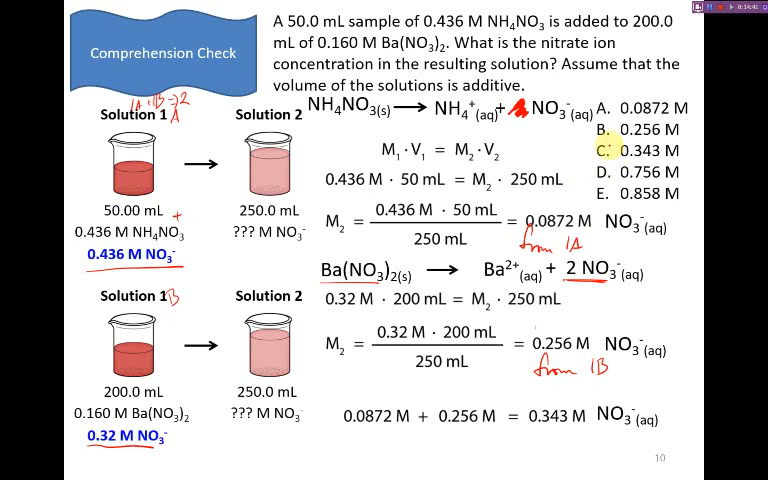 14:41
Comprehension Check
A 50.0 mL sample of 0.436 M NH₄NO₃ is added to 200.0
mL of 0.160 M Ba(NO₃)₂. What is the nitrate ion
concentration in the resulting solution? Assume that the
volume of the solutions is additive.
1A + 1B → 2
Solution 1 A
Solution 2
NH₄NO₃(s) ⟶ NH₄⁺(aq) + NO₃⁻(aq)
A. 0.0872 M
B. 0.256 M
C. 0.343 M
D. 0.756 M
E. 0.858 M
M₁ · V₁ = M₂ · V₂
0.436 M · 50 mL = M₂ · 250 mL
50.00 mL +
0.436 M NH₄NO₃
0.436 M NO₃⁻
250.0 mL
??? M NO₃⁻
M₂ = 0.436 M · 50 mL / 250 mL = 0.0872 M NO₃⁻(aq)
from 1A
Ba(NO₃)₂(s) ⟶ Ba²⁺(aq) + 2 NO₃⁻(aq)
Solution 1B
Solution 2
0.32 M · 200 mL = M₂ · 250 mL
M₂ = 0.32 M · 200 mL / 250 mL = 0.256 M NO₃⁻(aq)
from 1B
200.0 mL
0.160 M Ba(NO₃)₂
0.32 M NO₃⁻
250.0 mL
??? M NO₃⁻
0.0872 M + 0.256 M = 0.343 M NO₃⁻(aq)
10